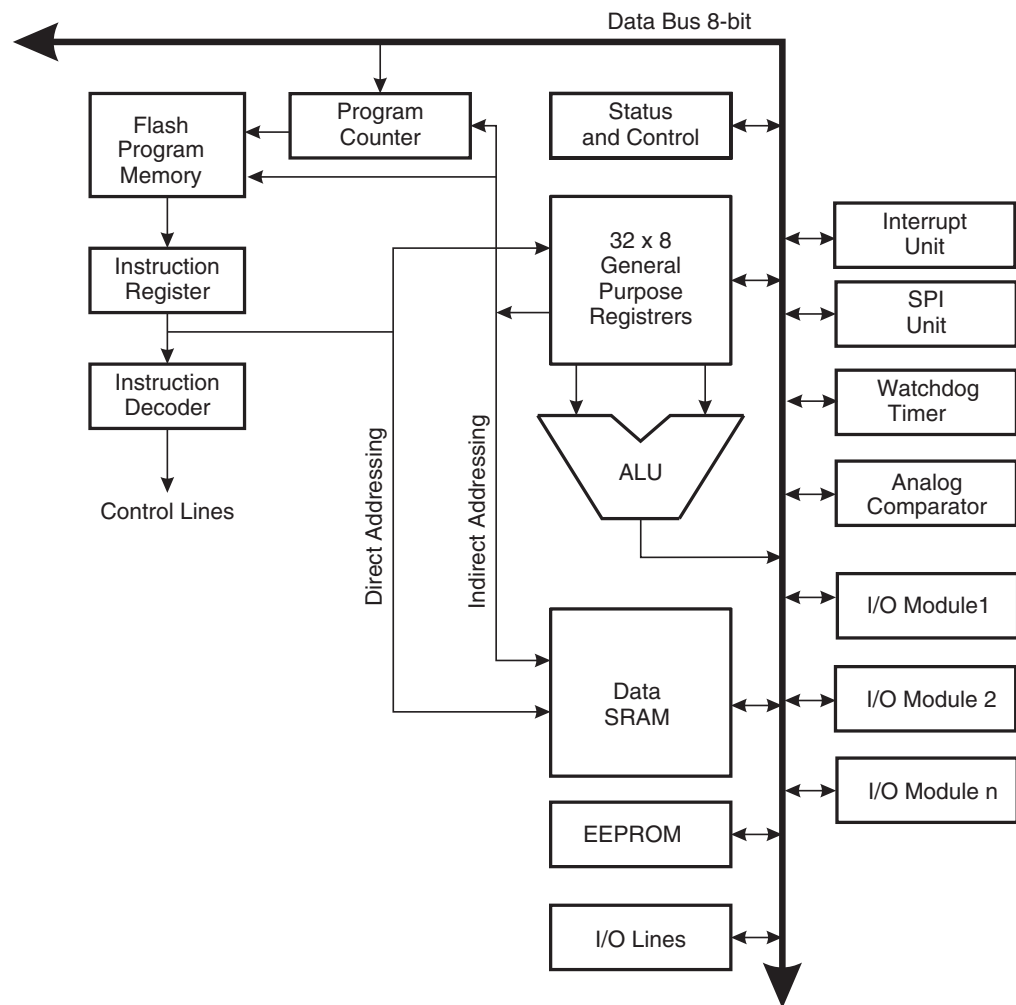 Data Bus 8-bit
Flash
Program
Memory
Program
Counter
Status
and Control
Instruction
Register
32 x 8
General
Purpose
Registrers
Interrupt
Unit
SPI
Unit
Instruction
Decoder
Watchdog
Timer
Direct Addressing
Indirect Addressing
ALU
Analog
Comparator
Control Lines
I/O Module1
Data
SRAM
I/O Module 2
I/O Module n
EEPROM
I/O Lines